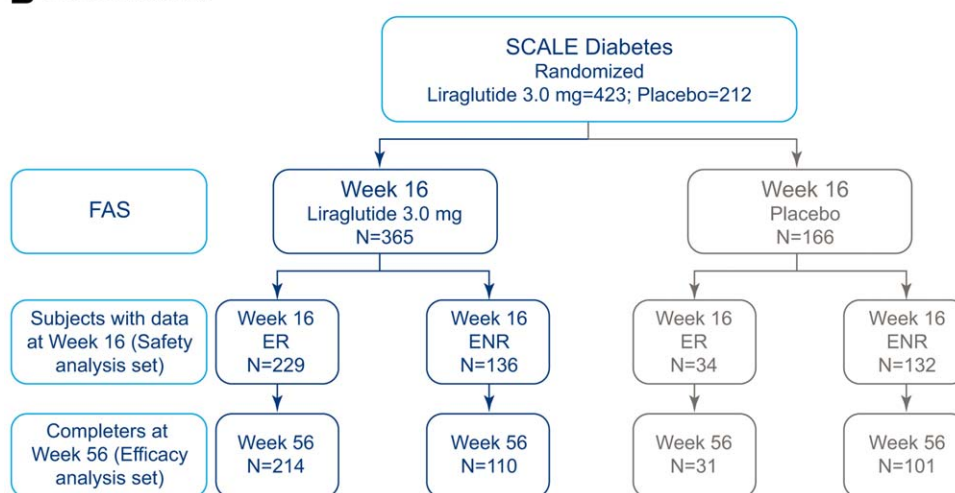 SCALE Diabetes
Randomized
Liraglutide 3.0 mg=423; Placebo=212
FAS
Week 16
Liraglutide 3.0 mg
N=365
Week 16
Placebo
N=166
Subjects with data
at Week 16 (Safety
analysis set)
Week 16
ER
N=229
Week 16
ENR
N=136
Week 16
ER
N=34
Week 16
ENR
N=132
Completers at
Week 56 (Efficacy
analysis set)
Week 56
N=214
Week 56
N=110
Week 56
N=31
Week 56
N=101